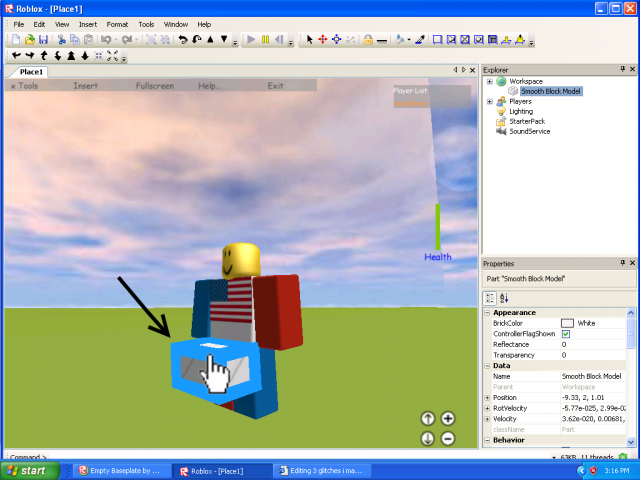 Roblox - [Place1]
File Edit View Insert Format Tools Window Help
Place1
x Tools Insert Fullscreen Help... Exit
Player List
Health
Explorer
Workspace
Smooth Block Model
Players
Lighting
StarterPack
SoundService
Properties
Part "Smooth Block Model"
Appearance
BrickColor White
ControllerFlagShown
Reflectance 0
Transparency 0
Data
Name Smooth Block Model
Parent Workspace
Position -9.33, 2, 1.01
RotVelocity -5.77e-025, 2.99e-02
Velocity 3.62e-020, 0.00681,
className Part
Behavior
Command >
63KB 11 threads
start
Empty Baseplate by ...
Roblox - [Place1]
Editing 3 glitches i ma...
3:16 PM